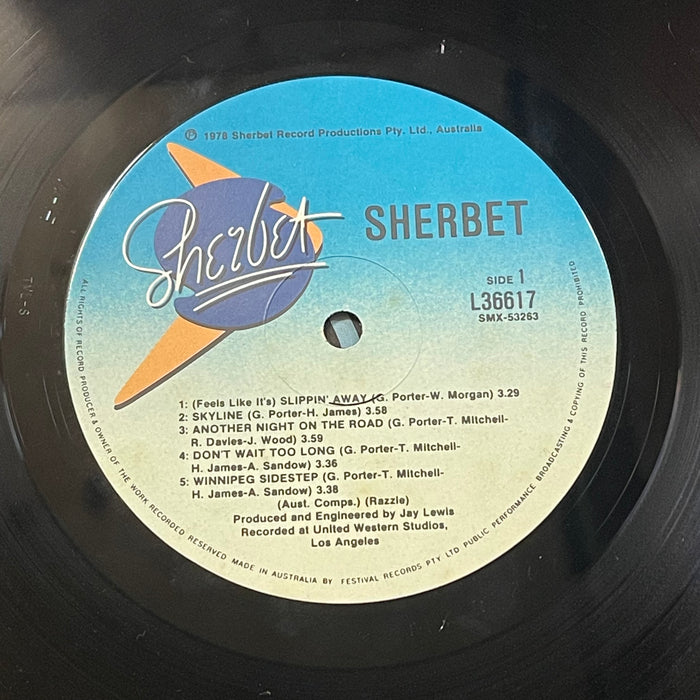 ℗ 1978 Sherbet Record Productions Pty. Ltd., Australia
Sherbet
SHERBET
SIDE 1
L36617
SMX-53263
1: (Feels Like It's) SLIPPIN' AWAY (G. Porter-W. Morgan) 3.29
2: SKYLINE (G. Porter-H. James) 3.58
3: ANOTHER NIGHT ON THE ROAD (G. Porter-T. Mitchell-
R. Davies-J. Wood) 3.59
4: DON'T WAIT TOO LONG (G. Porter-T. Mitchell-
H. James-A. Sandow) 3.36
5: WINNIPEG SIDESTEP (G. Porter-T. Mitchell-
H. James-A. Sandow) 3.38
(Aust. Comps.) (Razzle)
Produced and Engineered by Jay Lewis
Recorded at United Western Studios,
Los Angeles
ALL RIGHTS OF RECORD PRODUCER & OWNER OF THE WORK RECORDED RESERVED MADE IN AUSTRALIA BY FESTIVAL RECORDS PTY LTD PUBLIC PERFORMANCE BROADCASTING & COPYING OF THIS RECORD PROHIBITED